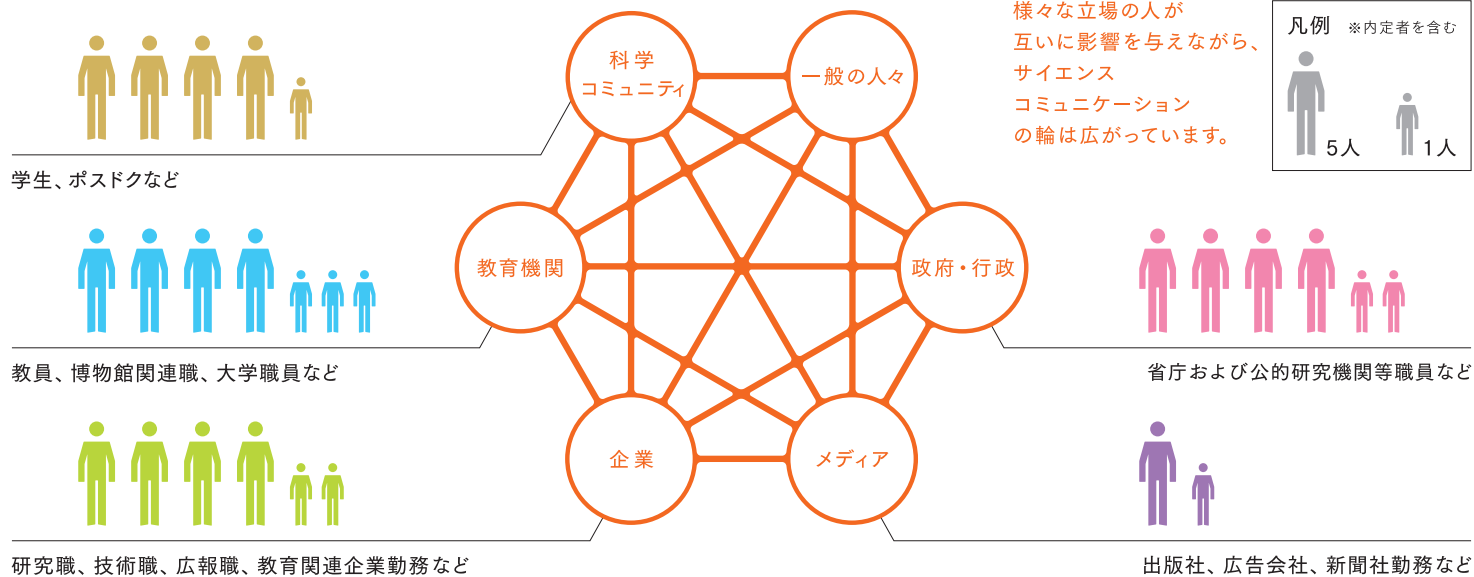 科学
コミュニティ
一般の人々
様々な立場の人が
互いに影響を与えながら、
サイエンス
コミュニケーション
の輪は広がっています。
凡例 ※内定者を含む
5人 1人
学生、ポスドクなど
教育機関
政府・行政
教員、博物館関連職、大学職員など
省庁および公的研究機関等職員など
企業
メディア
研究職、技術職、広報職、教育関連企業勤務など
出版社、広告会社、新聞社勤務など